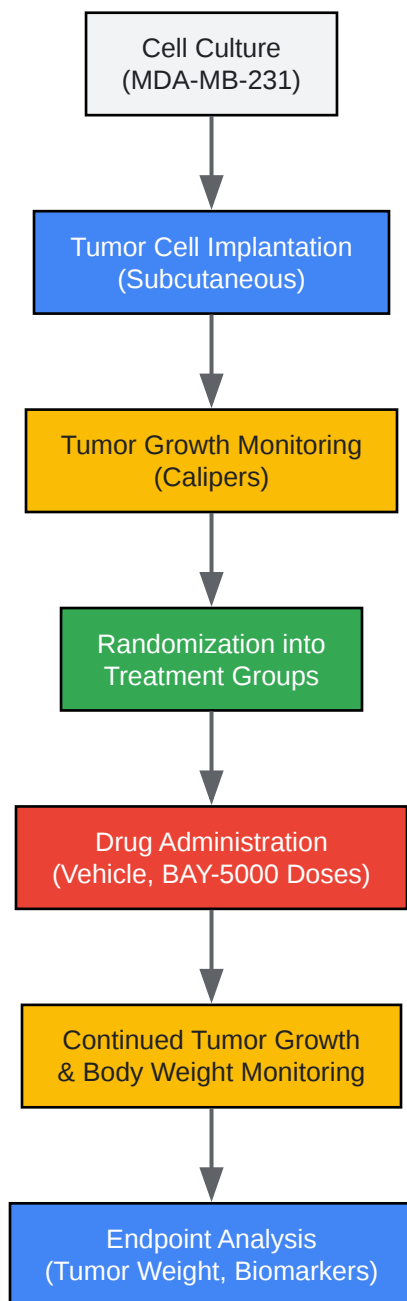 Cell Culture
(MDA-MB-231)
Tumor Cell Implantation
(Subcutaneous)
Tumor Growth Monitoring
(Calipers)
Randomization into
Treatment Groups
Drug Administration
(Vehicle, BAY-5000 Doses)
Continued Tumor Growth
& Body Weight Monitoring
Endpoint Analysis
(Tumor Weight, Biomarkers)